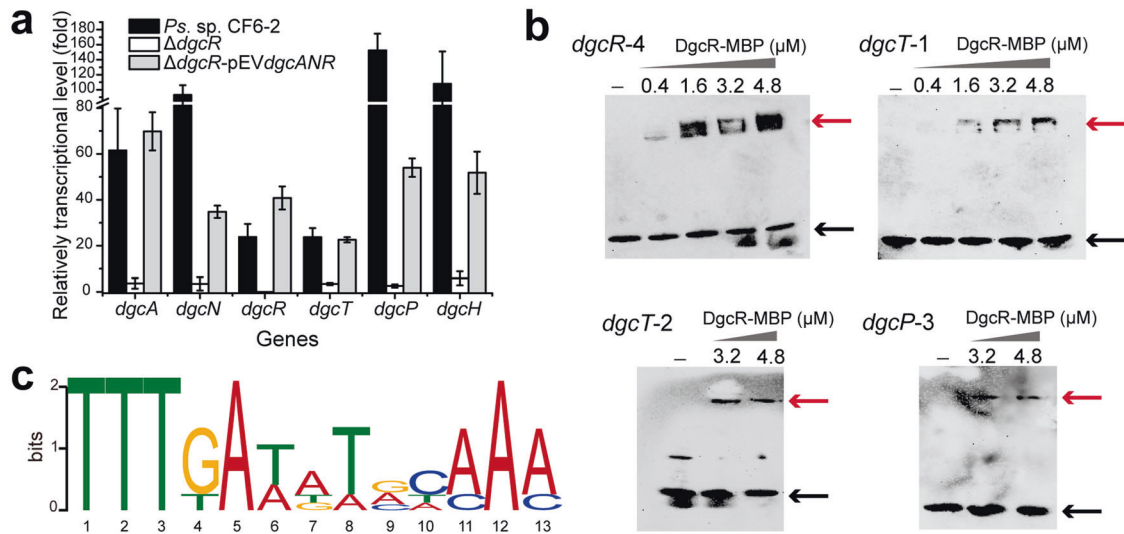 a
Relatively transcriptional level (fold)
180
160
140
120
100
80
60
40
20
0
Ps. sp. CF6-2
ΔdgcR
ΔdgcR-pEVdgcANR
dgcA dgcN dgcR dgcT dgcP dgcH
Genes
b
dgcR-4 DgcR-MBP (μM)
– 0.4 1.6 3.2 4.8
dgcT-1 DgcR-MBP (μM)
– 0.4 1.6 3.2 4.8
dgcT-2 DgcR-MBP (μM)
– 3.2 4.8
dgcP-3 DgcR-MBP (μM)
– 3.2 4.8
c
bits
2
1
0
TTTGATATGCAAA
TATAATCC
GCA
1 2 3 4 5 6 7 8 9 10 11 12 13